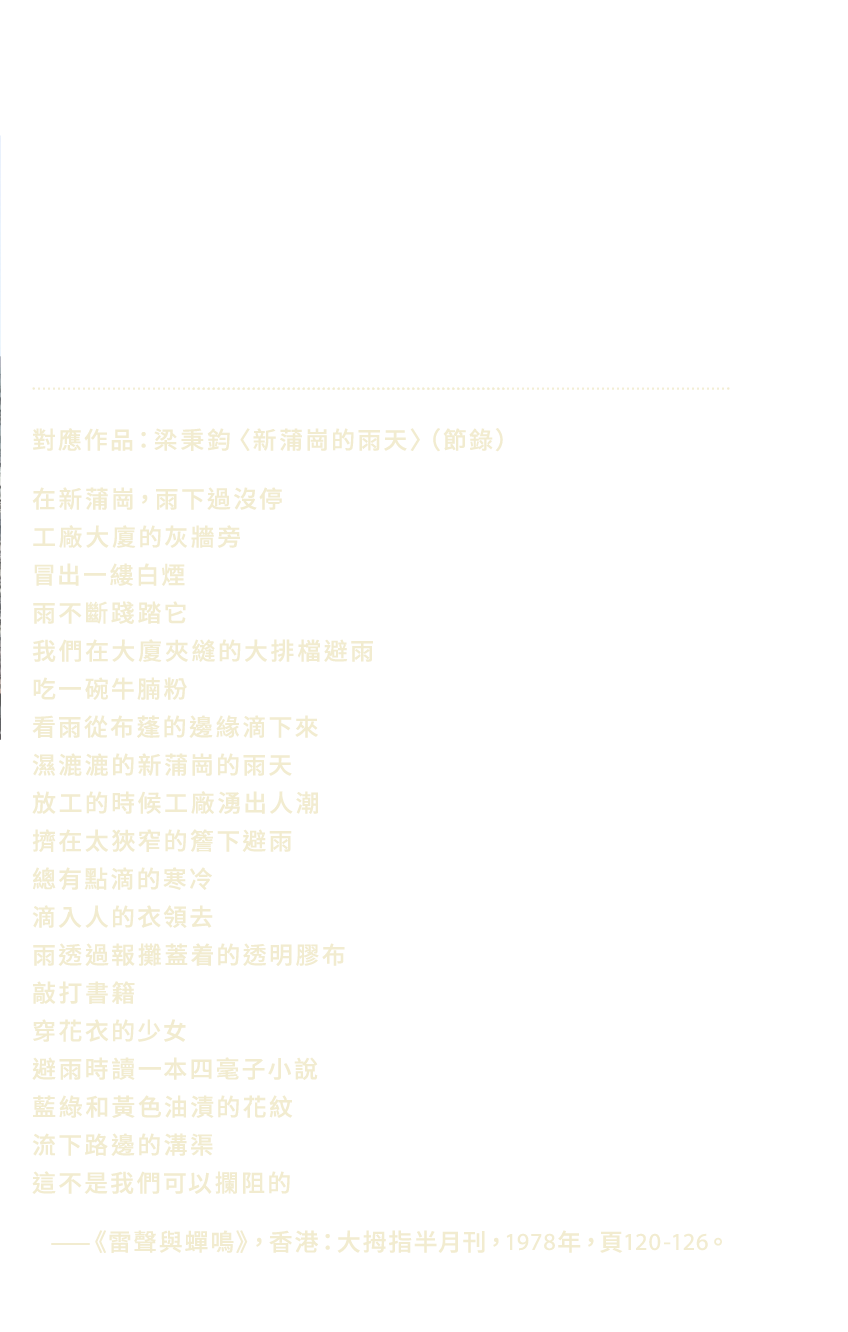 對應作品：梁秉鈞〈新蒲崗的雨天〉（節錄）
在新蒲崗，雨下過沒停
工廠大廈的灰牆旁
冒出一縷白煙
雨不斷踐踏它
我們在大廈夾縫的大排檔避雨
吃一碗牛腩粉
看雨從布蓬的邊緣滴下來
濕漉漉的新蒲崗的雨天
放工的時候工廠湧出人潮
擠在太狹窄的簷下避雨
總有點滴的寒冷
滴入人的衣領去
雨透過報攤蓋着的透明膠布
敲打書籍
穿花衣的少女
避雨時讀一本四毫子小說
藍綠和黃色油漬的花紋
流下路邊的溝渠
這不是我們可以攔阻的
——《雷聲與蟬鳴》，香港：大拇指半月刊，1978年，頁120-126。